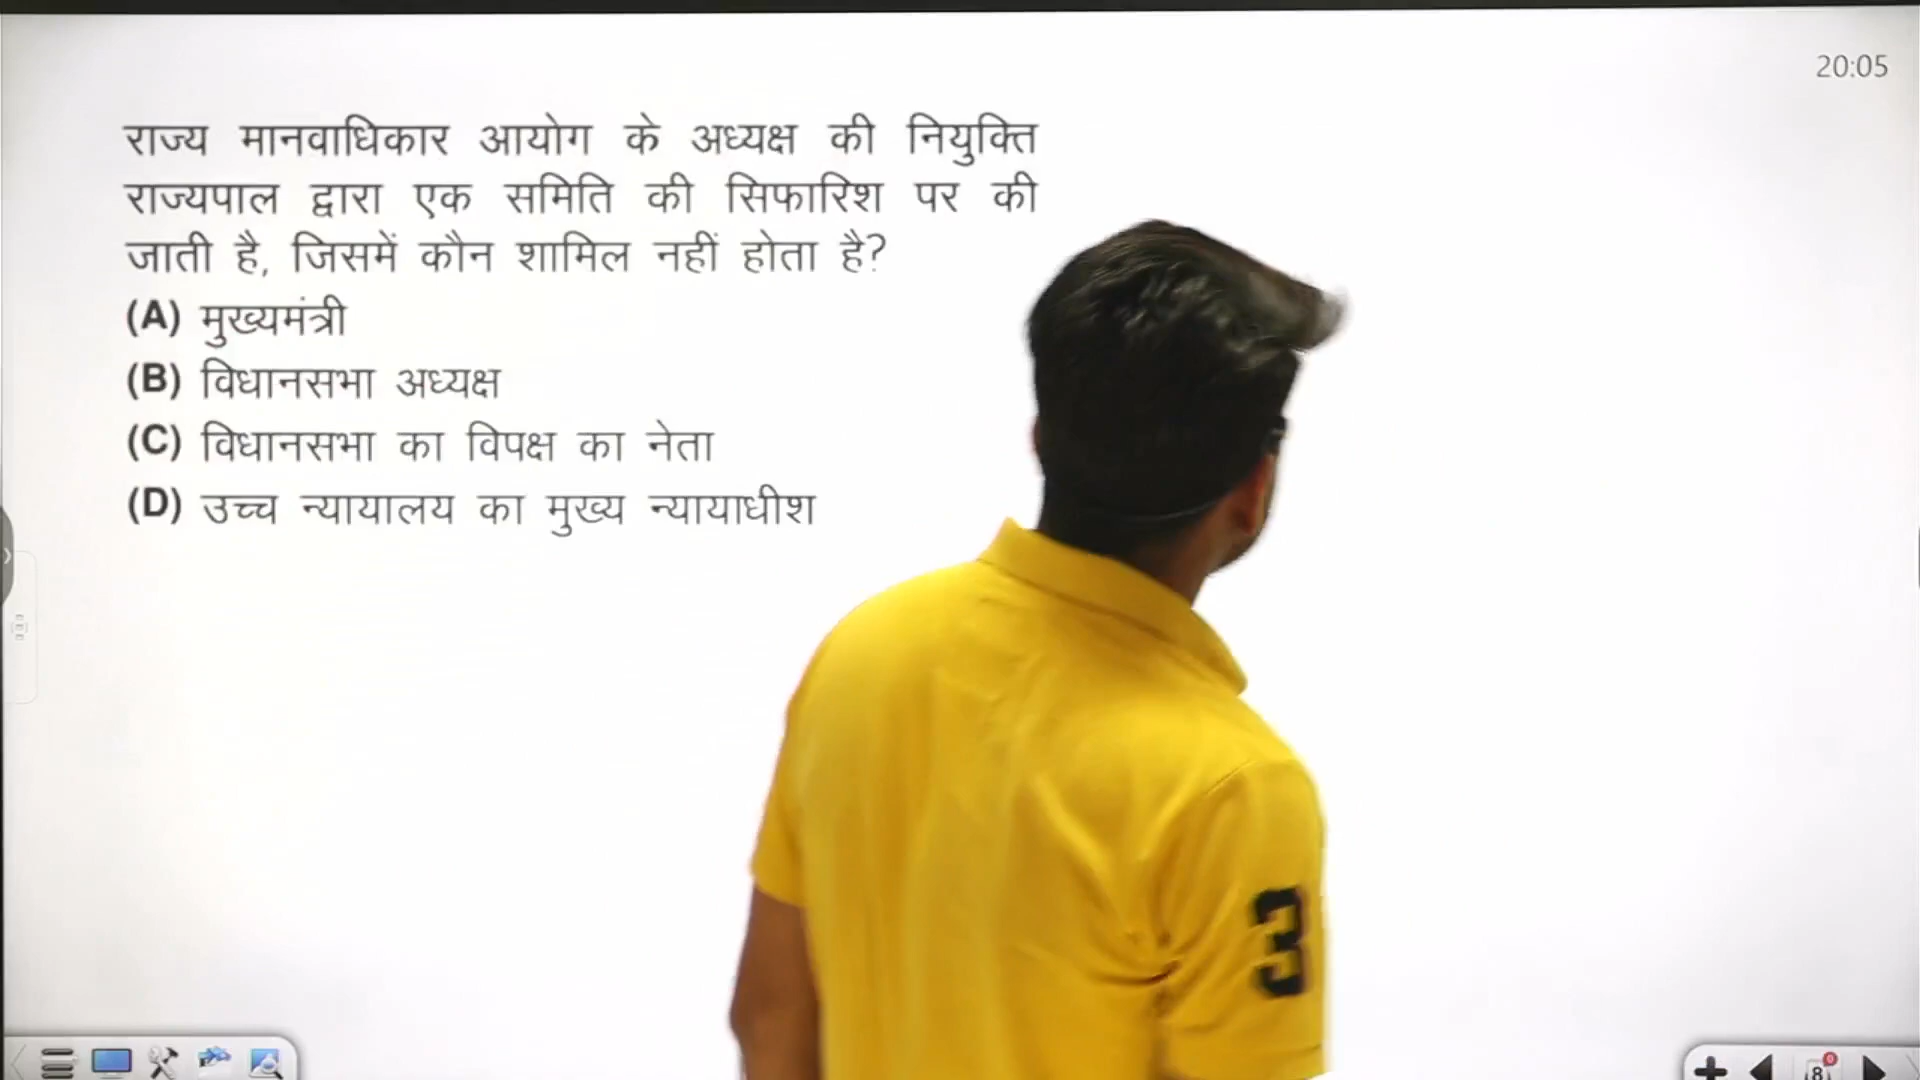 20:05
राज्य मानवाधिकार आयोग के अध्यक्ष की नियुक्ति
राज्यपाल द्वारा एक समिति की सिफारिश पर की
जाती है, जिसमें कौन शामिल नहीं होता है?
(A) मुख्यमंत्री
(B) विधानसभा अध्यक्ष
(C) विधानसभा का विपक्ष का नेता
(D) उच्च न्यायालय का मुख्य न्यायाधीश
3
8